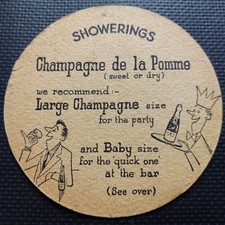 SHOWERINGS
Champagne de la Pomme
(sweet or dry)
we recommend:-
Large Champagne size
for the party
and Baby size
for the 'quick one'
at the bar
(See over)